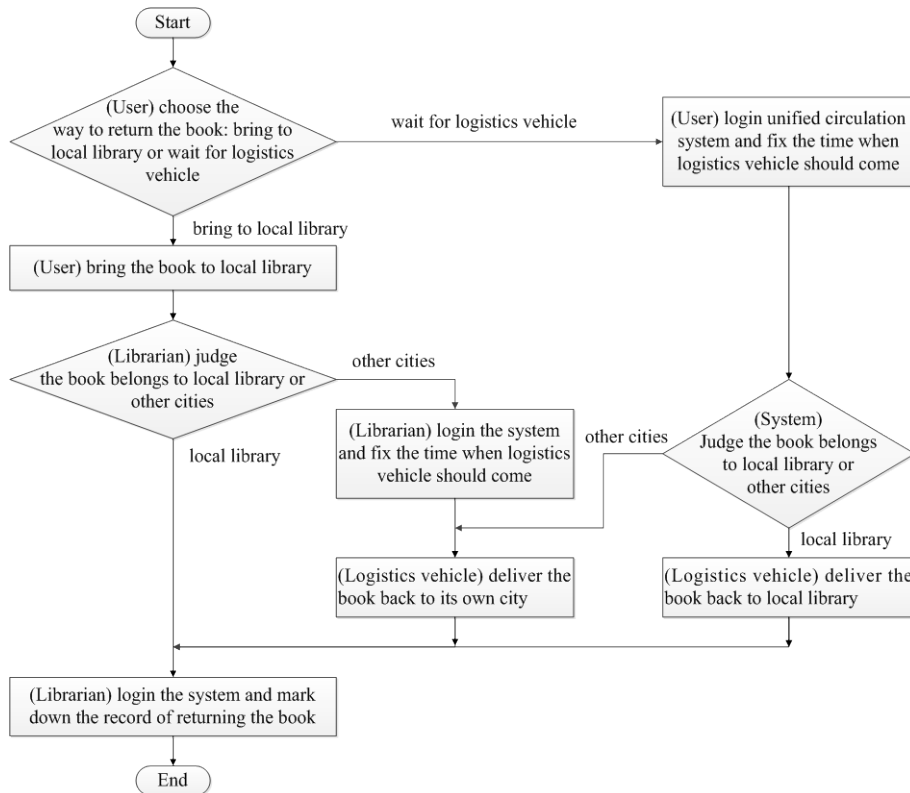 Start
(User) choose the
way to return the book: bring to
local library or wait for logistics
vehicle
wait for logistics vehicle
(User) login unified circulation
system and fix the time when
logistics vehicle should come
bring to local library
(User) bring the book to local library
(Librarian) judge
the book belongs to local library or
other cities
other cities
local library
(Librarian) login the system
and fix the time when logistics
vehicle should come
other cities
(System)
Judge the book belongs
to local library or
other cities
local library
(Logistics vehicle) deliver the
book back to its own city
(Logistics vehicle) deliver the
book back to local library
(Librarian) login the system and mark
down the record of returning the book
End